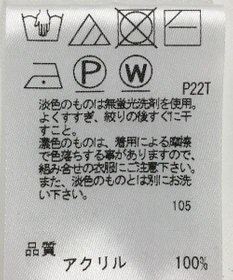 P
W
P22T
淡色のものは無蛍光洗剤を使用。
よくすすぎ、絞りの後すぐに干
すこと。
濃色のものは、着用による摩擦
で色落ちする事がありますので、
組み合せの衣服にご注意下さい。
また、淡色のものとは別にお洗
い下さい。
105
品質
アクリル 100%